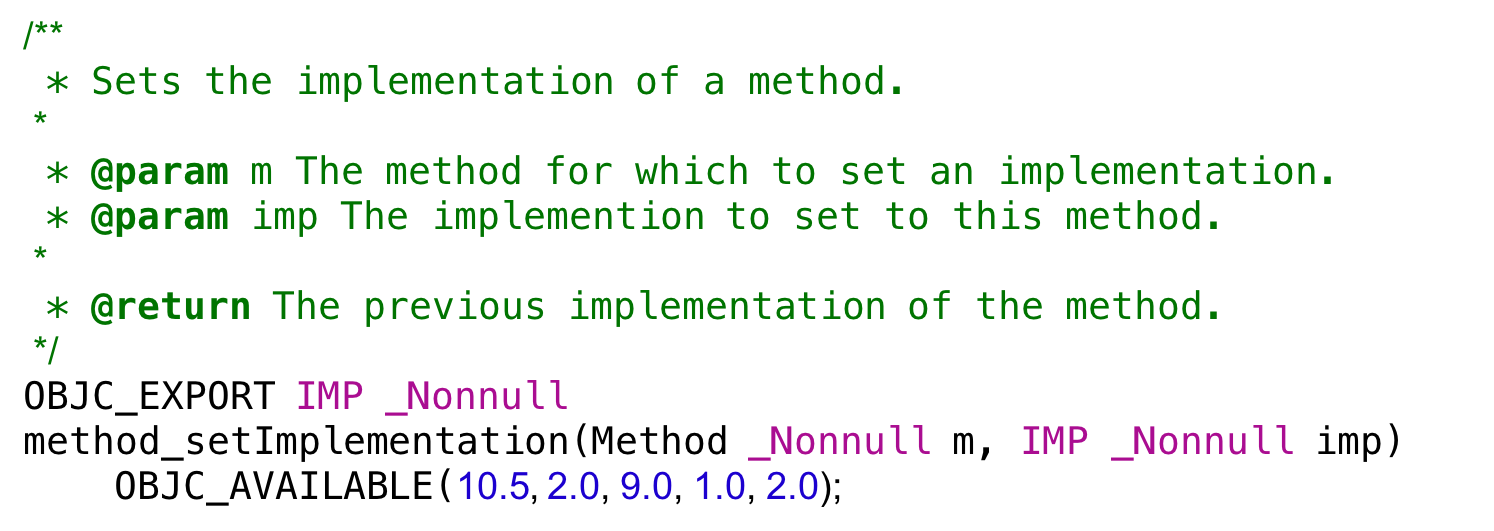 /**
 * Sets the implementation of a method.
 *
 * @param m The method for which to set an implementation.
 * @param imp The implemention to set to this method.
 *
 * @return The previous implementation of the method.
 */
OBJC_EXPORT IMP _Nonnull
method_setImplementation(Method _Nonnull m, IMP _Nonnull imp)
    OBJC_AVAILABLE(10.5, 2.0, 9.0, 1.0, 2.0);